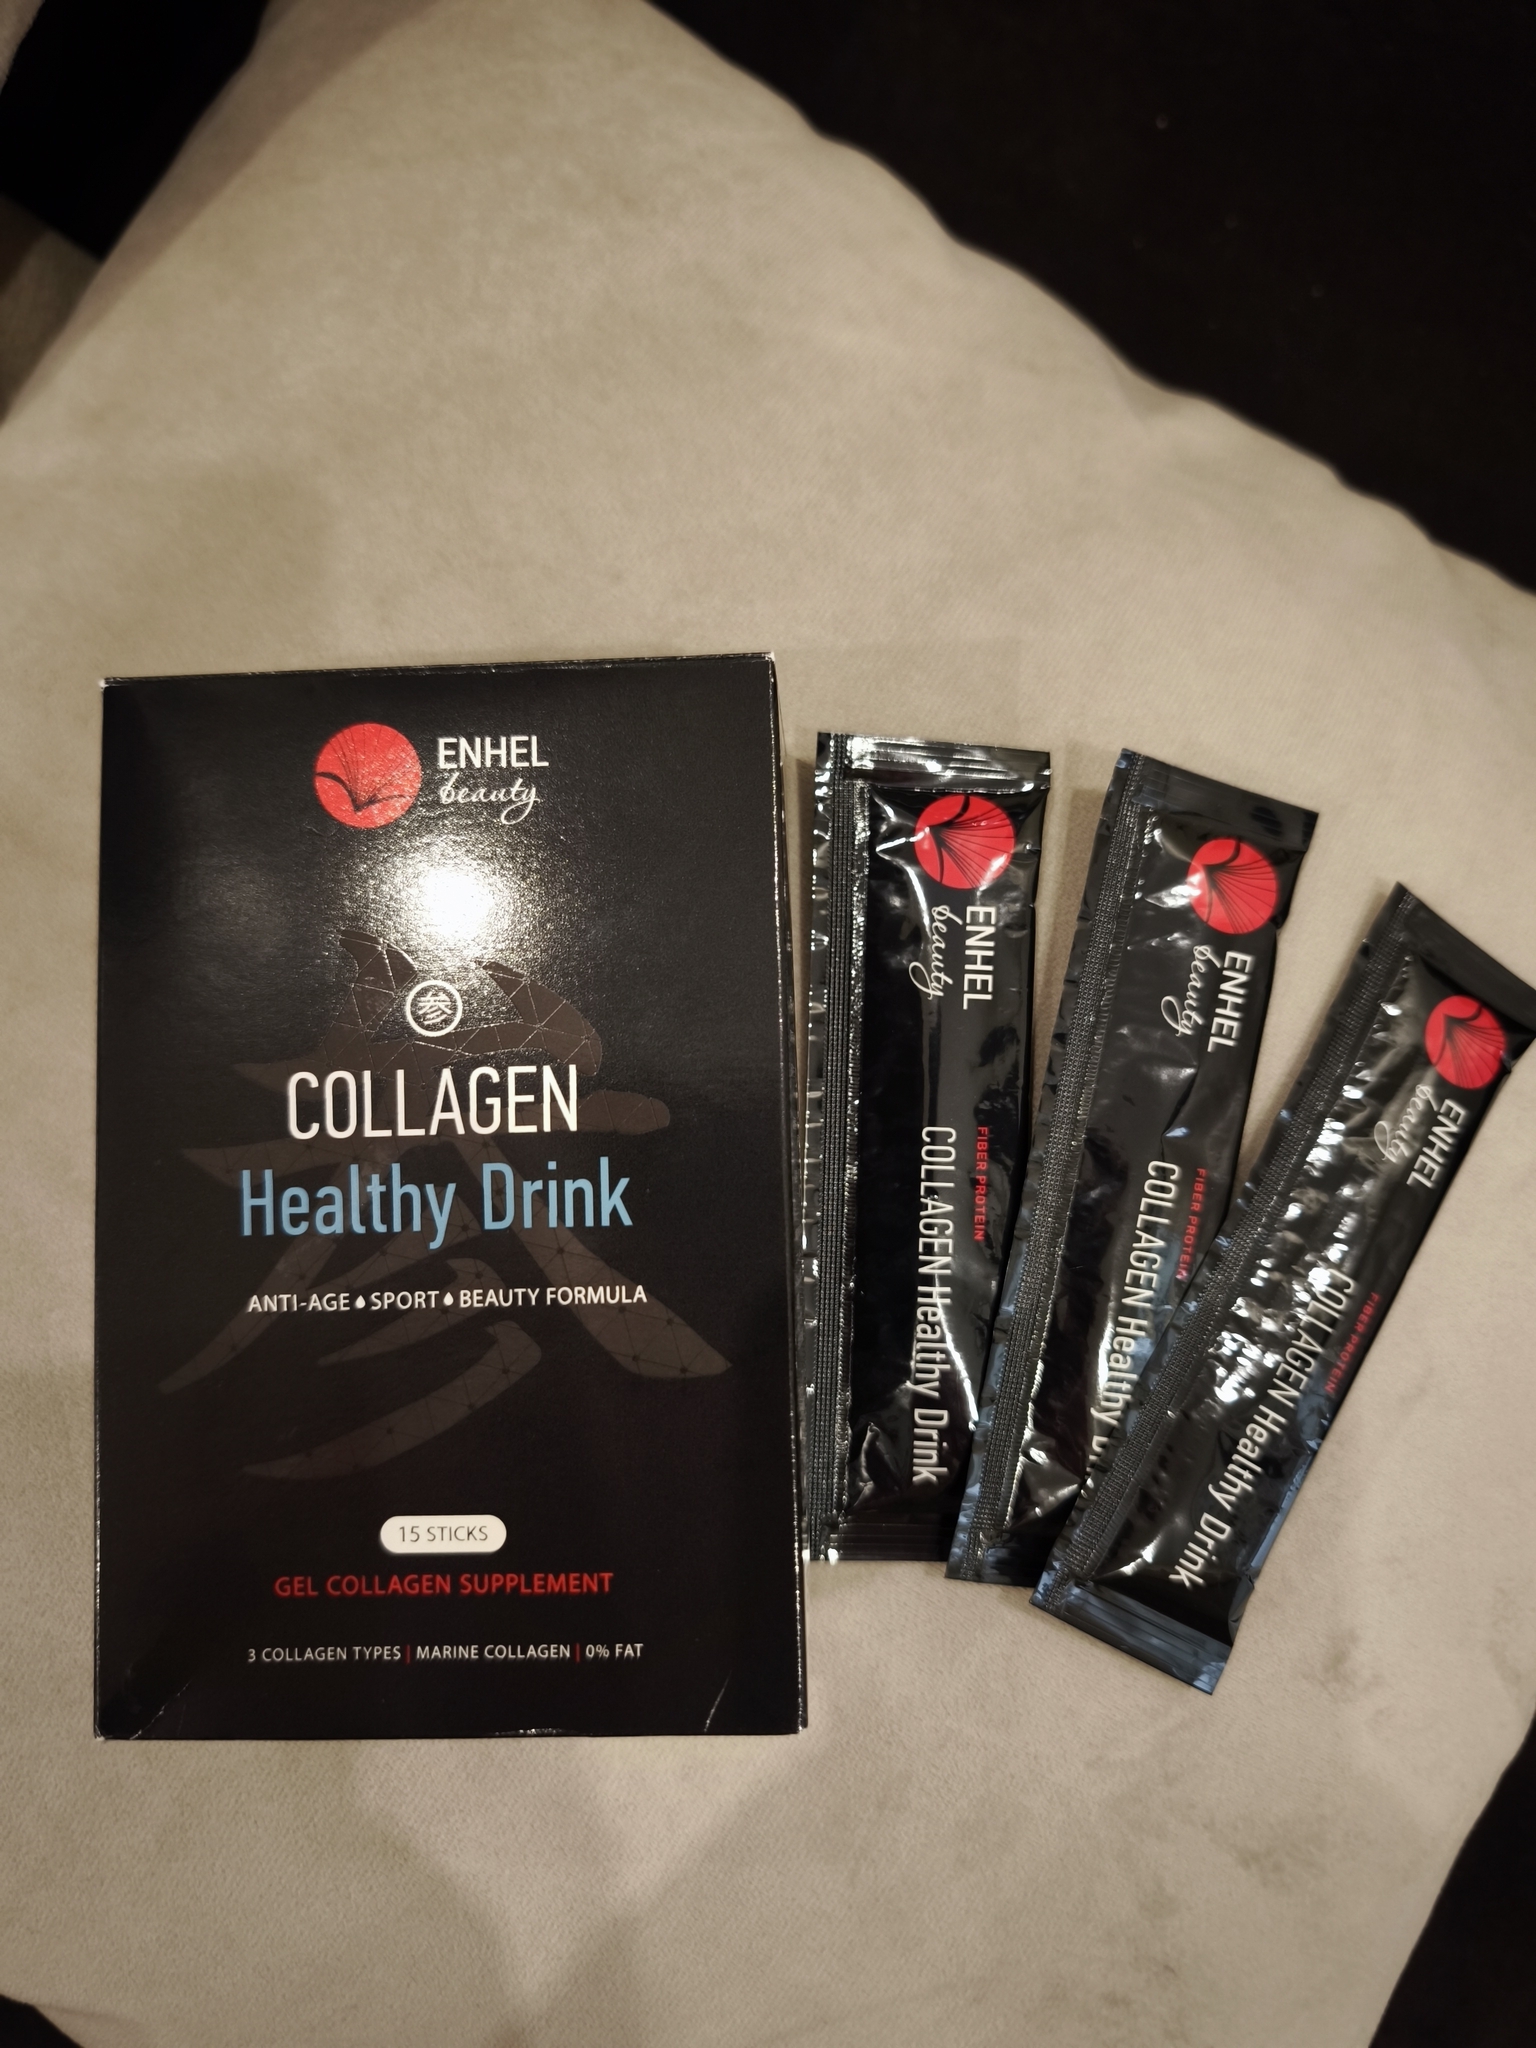 ENHEL
beauty
参
COLLAGEN
Healthy Drink
ANTI-AGE SPORT BEAUTY FORMULA
15 STICKS
GEL COLLAGEN SUPPLEMENT
3 COLLAGEN TYPES | MARINE COLLAGEN | 0% FAT
ENHEL
beauty
FIBER PROTEIN
COLLAGEN Healthy Drink
ENHEL
beauty
FIBER PROTEIN
COLLAGEN Healthy
ENHEL
beauty
FIBER PROTEIN
COLLAGEN Healthy Drink